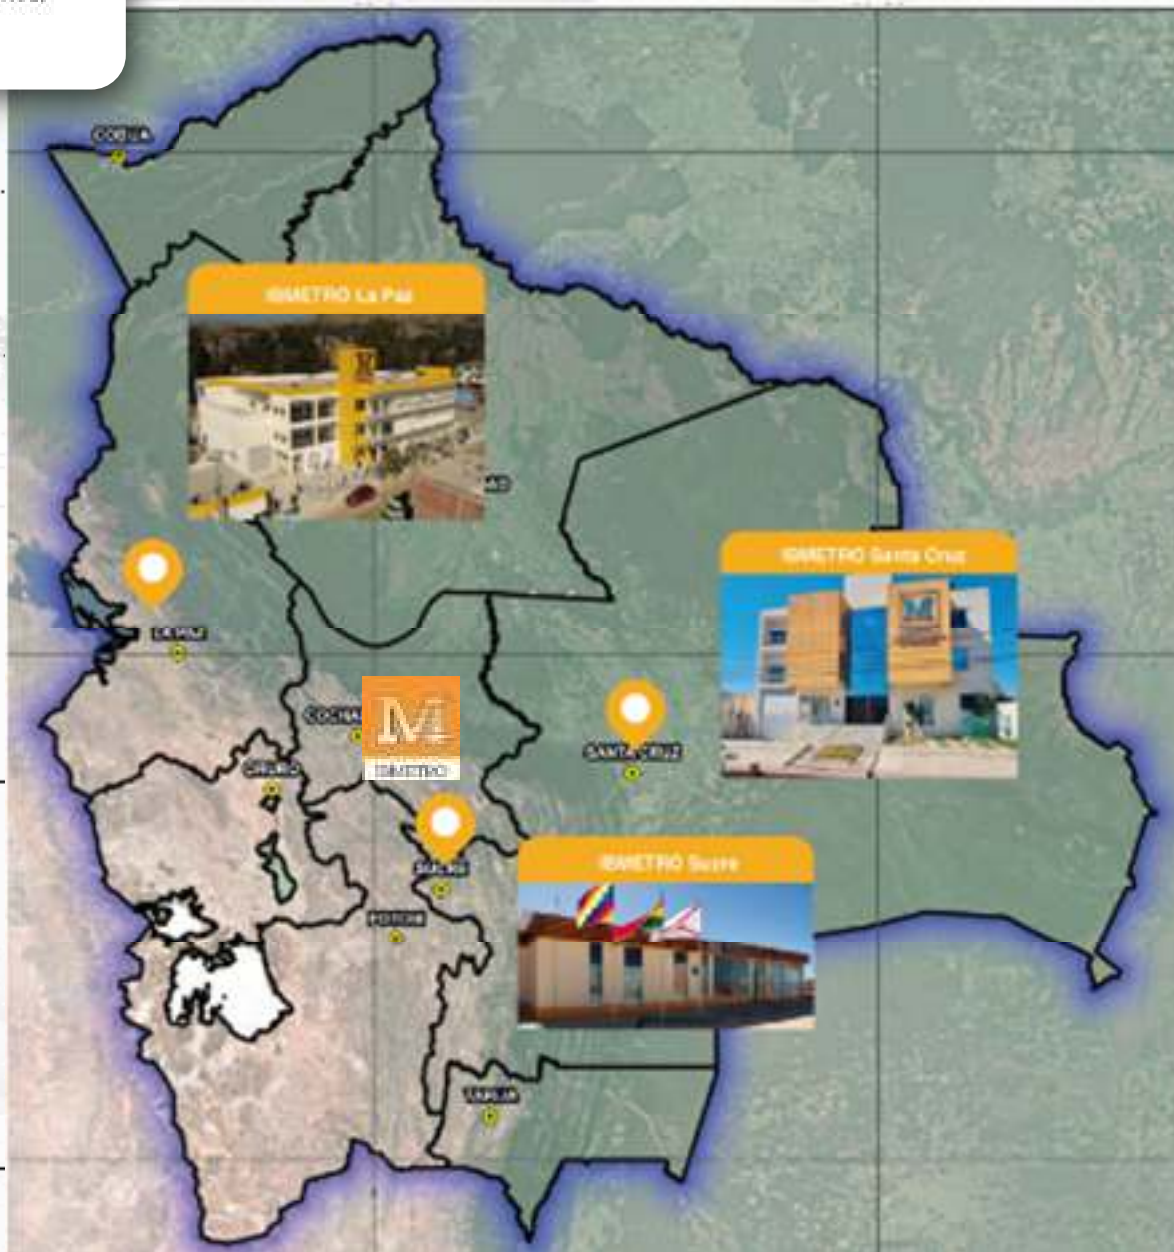 COBIJA
IBMETRO La Paz
AD
IBMETRO Santa Cruz
LA PAZ
COCHA
M
IBMETRO
SANTA CRUZ
ORURO
IBMETRO Sucre
SUCRE
POTOSI
TARIJA